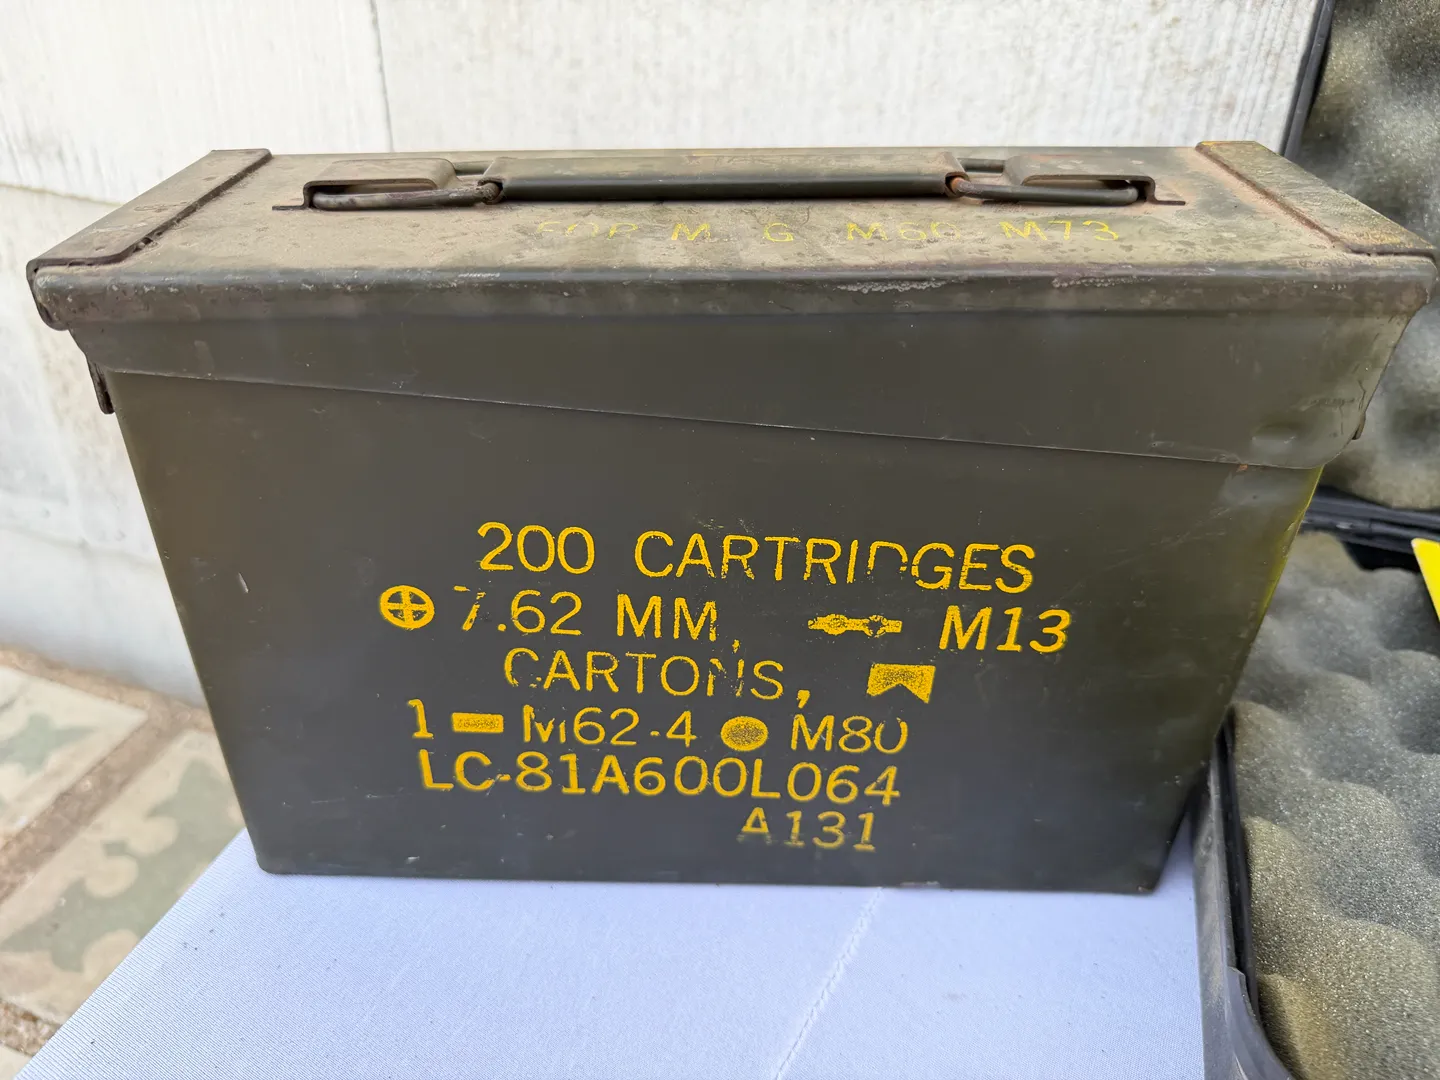 FOR M G M60 M73
200 CARTRIDGES
7.62 MM, M13
CARTONS,
1 M62-4 M80
LC-81A600L064
A131